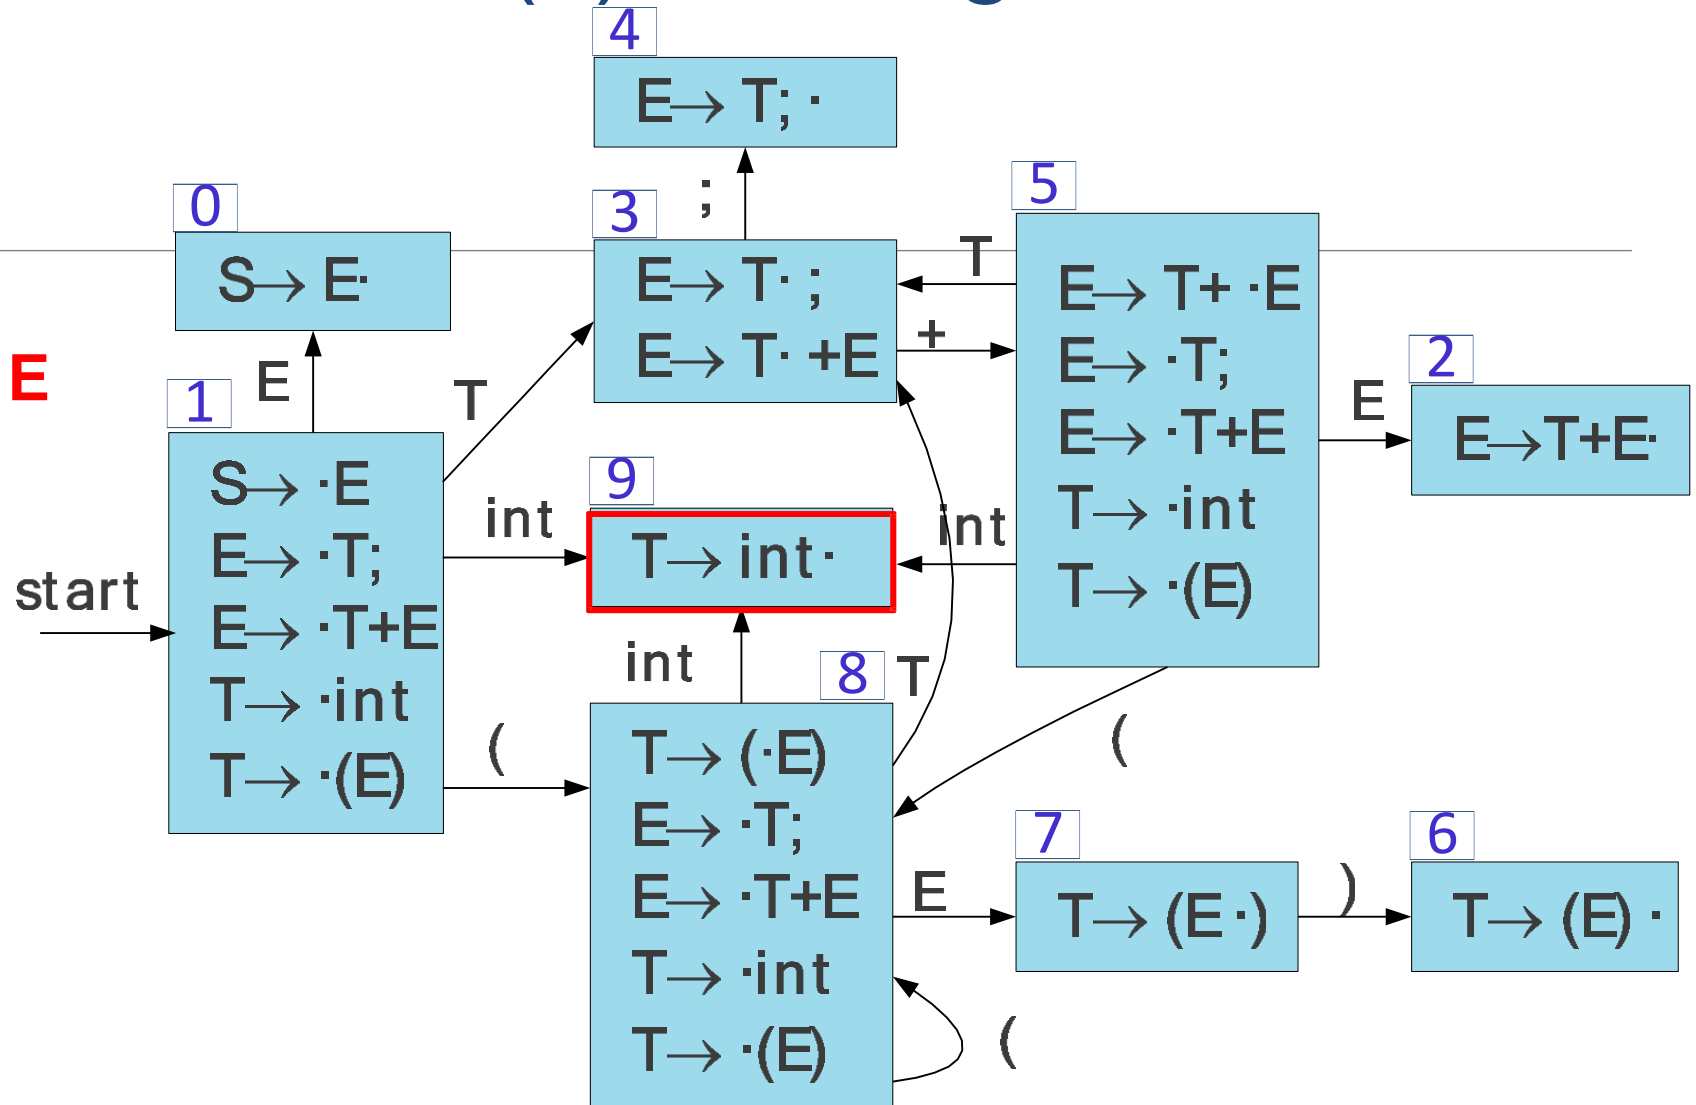 4
E→ T; ·
;
0
S→ E·
3
E→ T· ;
E→ T· +E
T
+
5
E→ T+ ·E
E→ ·T;
E→ ·T+E
T→ ·int
T→ ·(E)
E
2
E→T+E·
E
E
T
1
S→ ·E
E→ ·T;
E→ ·T+E
T→ ·int
T→ ·(E)
start
int
9
T→ int ·
int
int
(
8
T
T→ (·E)
E→ ·T;
E→ ·T+E
T→ ·int
T→ ·(E)
(
E
7
T→ (E ·)
)
6
T→ (E) ·
(